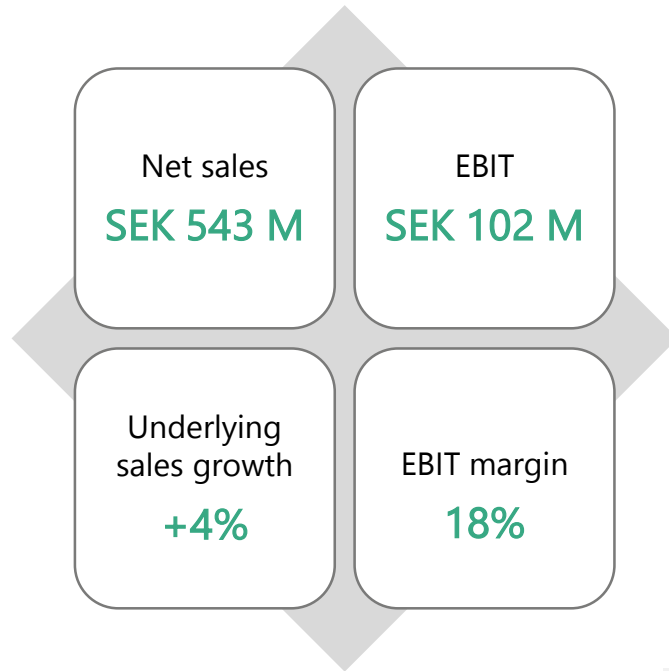 Net sales
SEK 543 M
EBIT
SEK 102 M
Underlying
sales growth
+4%
EBIT margin
18%